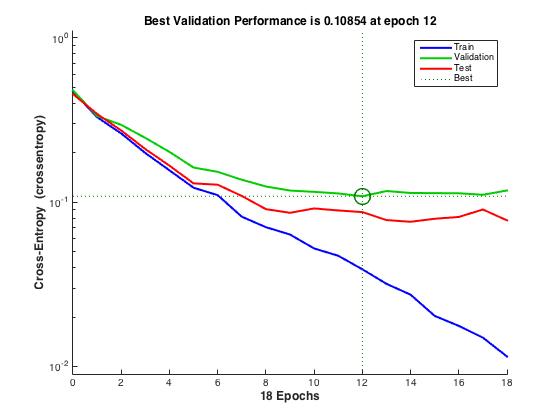 Best Validation Performance is 0.10854 at epoch 12
Train
Validation
Test
Best
Cross-Entropy (crossentropy)
10^0
10^-1
10^-2
0 2 4 6 8 10 12 14 16 18
18 Epochs